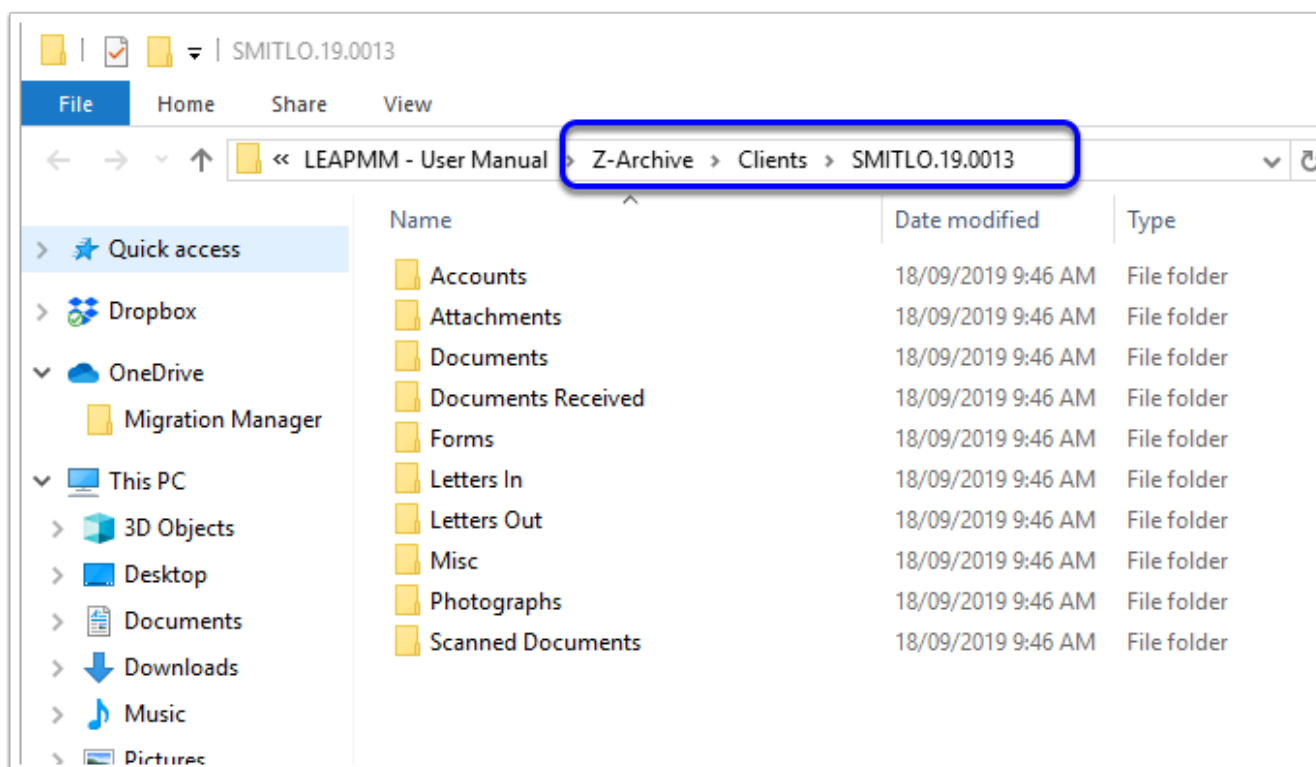 SMITLO.19.0013
File Home Share View
« LEAPMM - User Manual > Z-Archive > Clients > SMITLO.19.0013
Name Date modified Type
Quick access
Dropbox
OneDrive
Migration Manager
This PC
3D Objects
Desktop
Documents
Downloads
Music
Pictures
Accounts 18/09/2019 9:46 AM File folder
Attachments 18/09/2019 9:46 AM File folder
Documents 18/09/2019 9:46 AM File folder
Documents Received 18/09/2019 9:46 AM File folder
Forms 18/09/2019 9:46 AM File folder
Letters In 18/09/2019 9:46 AM File folder
Letters Out 18/09/2019 9:46 AM File folder
Misc 18/09/2019 9:46 AM File folder
Photographs 18/09/2019 9:46 AM File folder
Scanned Documents 18/09/2019 9:46 AM File folder